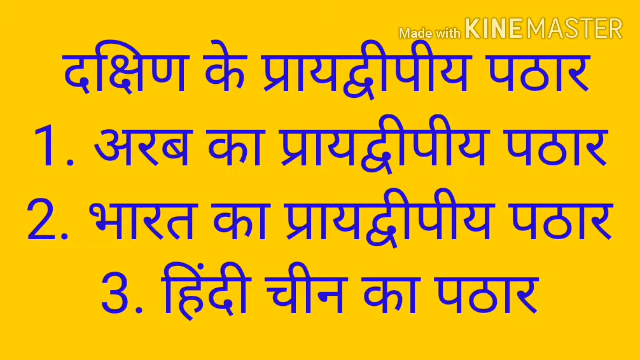 Made with KINEMASTER
दक्षिण के प्रायद्वीपीय पठार
1. अरब का प्रायद्वीपीय पठार
2. भारत का प्रायद्वीपीय पठार
3. हिंदी चीन का पठार